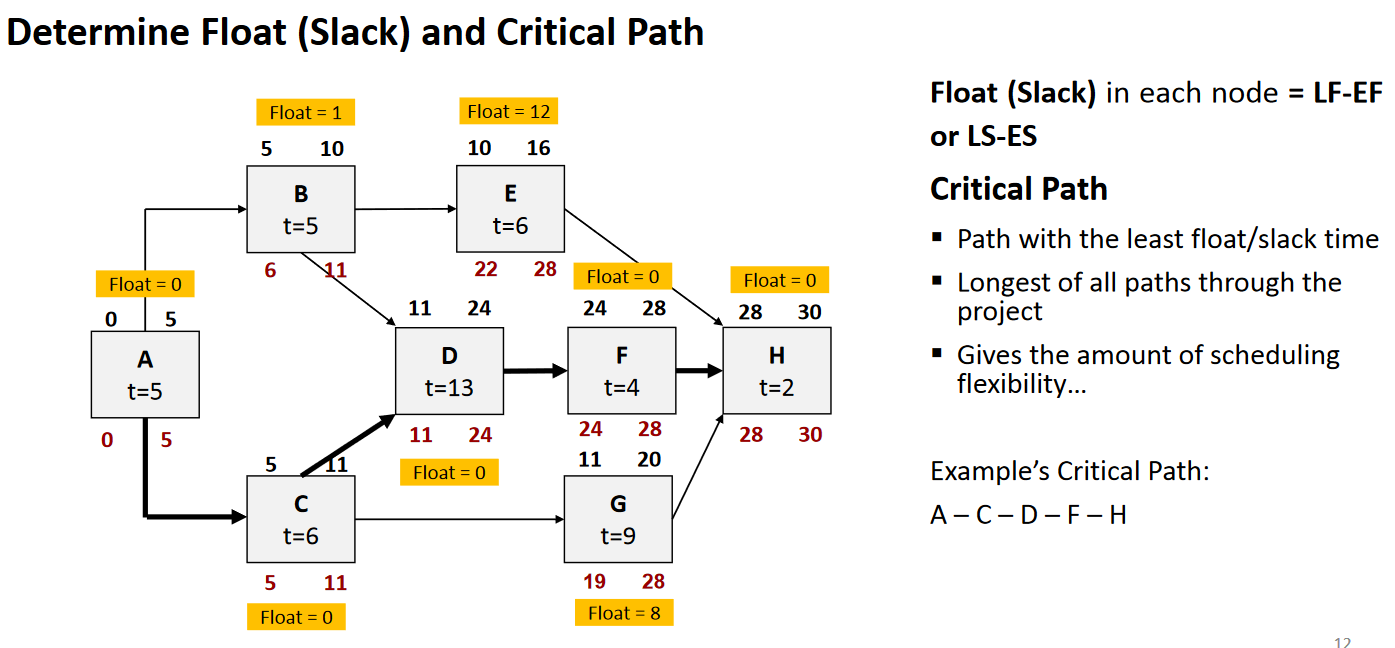 Determine Float (Slack) and Critical Path
Float = 1
5 10
B
t=5
6 11
Float = 12
10 16
E
t=6
22 28
Float = 0
0 5
A
t=5
0 5
11 24
D
t=13
11 24
Float = 0
Float = 0
24 28
F
t=4
24 28
Float = 0
28 30
H
t=2
28 30
5 11
C
t=6
5 11
Float = 0
11 20
G
t=9
19 28
Float = 8
Float (Slack) in each node = LF-EF
or LS-ES
Critical Path
▪ Path with the least float/slack time
▪ Longest of all paths through the
project
▪ Gives the amount of scheduling
flexibility...
Example’s Critical Path:
A – C – D – F – H
12